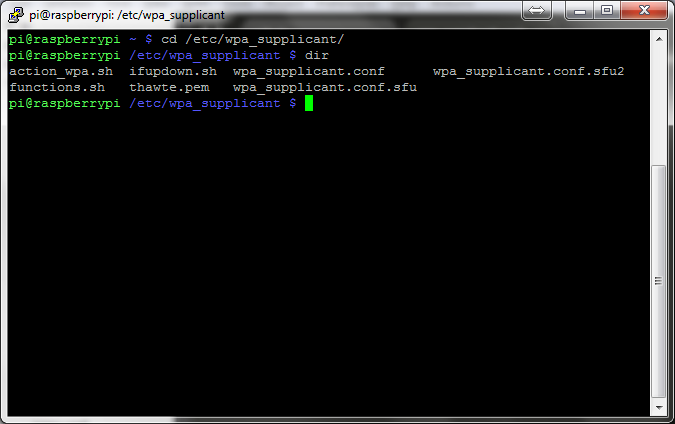 pi@raspberrypi: /etc/wpa_supplicant
pi@raspberrypi ~ $ cd /etc/wpa_supplicant/
pi@raspberrypi /etc/wpa_supplicant $ dir
action_wpa.sh  ifupdown.sh  wpa_supplicant.conf      wpa_supplicant.conf.sfu2
functions.sh   thawte.pem   wpa_supplicant.conf.sfu
pi@raspberrypi /etc/wpa_supplicant $